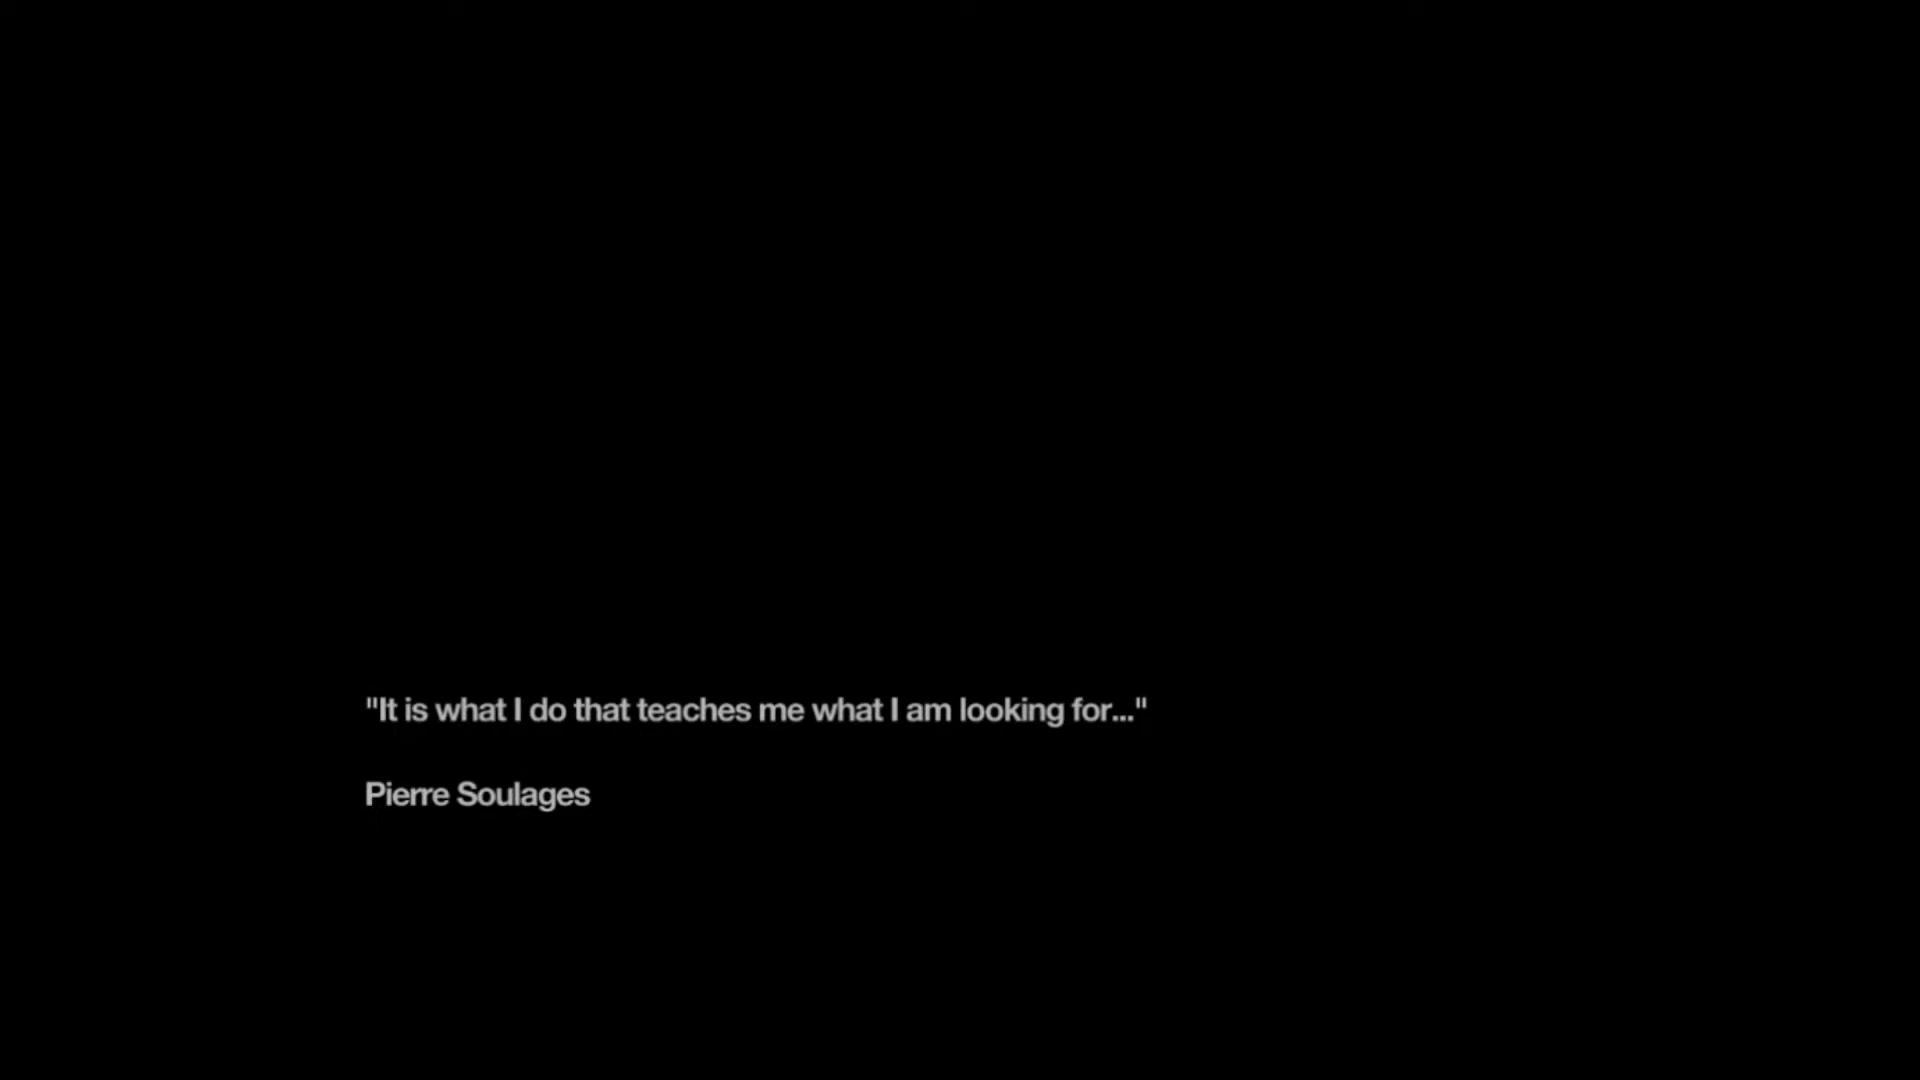 "It is what I do that teaches me what I am looking for..."
Pierre Soulages